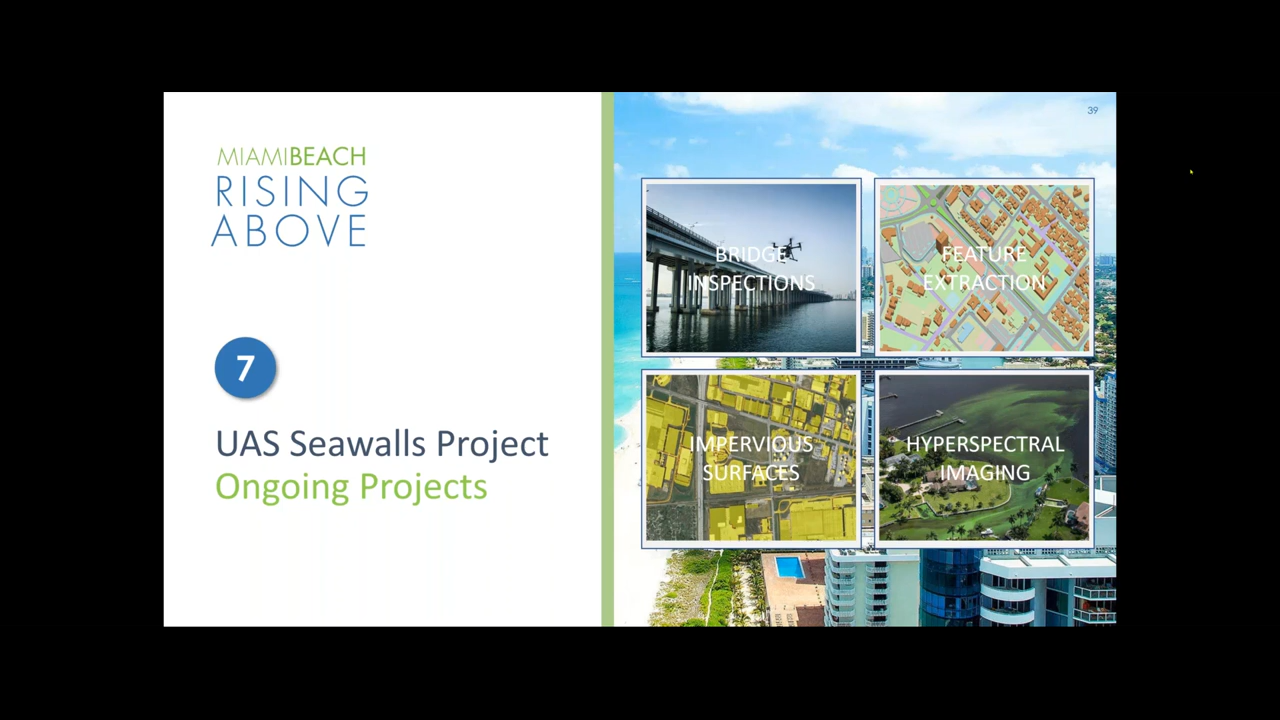 MIAMIBEACH
RISING
ABOVE
7
UAS Seawalls Project
Ongoing Projects
39
BRIDGE
INSPECTIONS
FEATURE
EXTRACTION
IMPERVIOUS
SURFACES
HYPERSPECTRAL
IMAGING